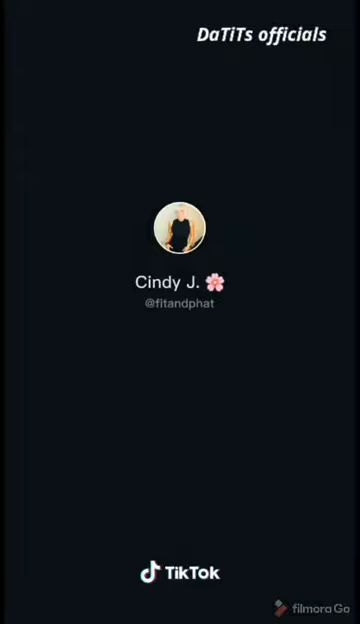 DaTiTs officials
Cindy J. 🌸
@fitandphat
TikTok
filmora Go